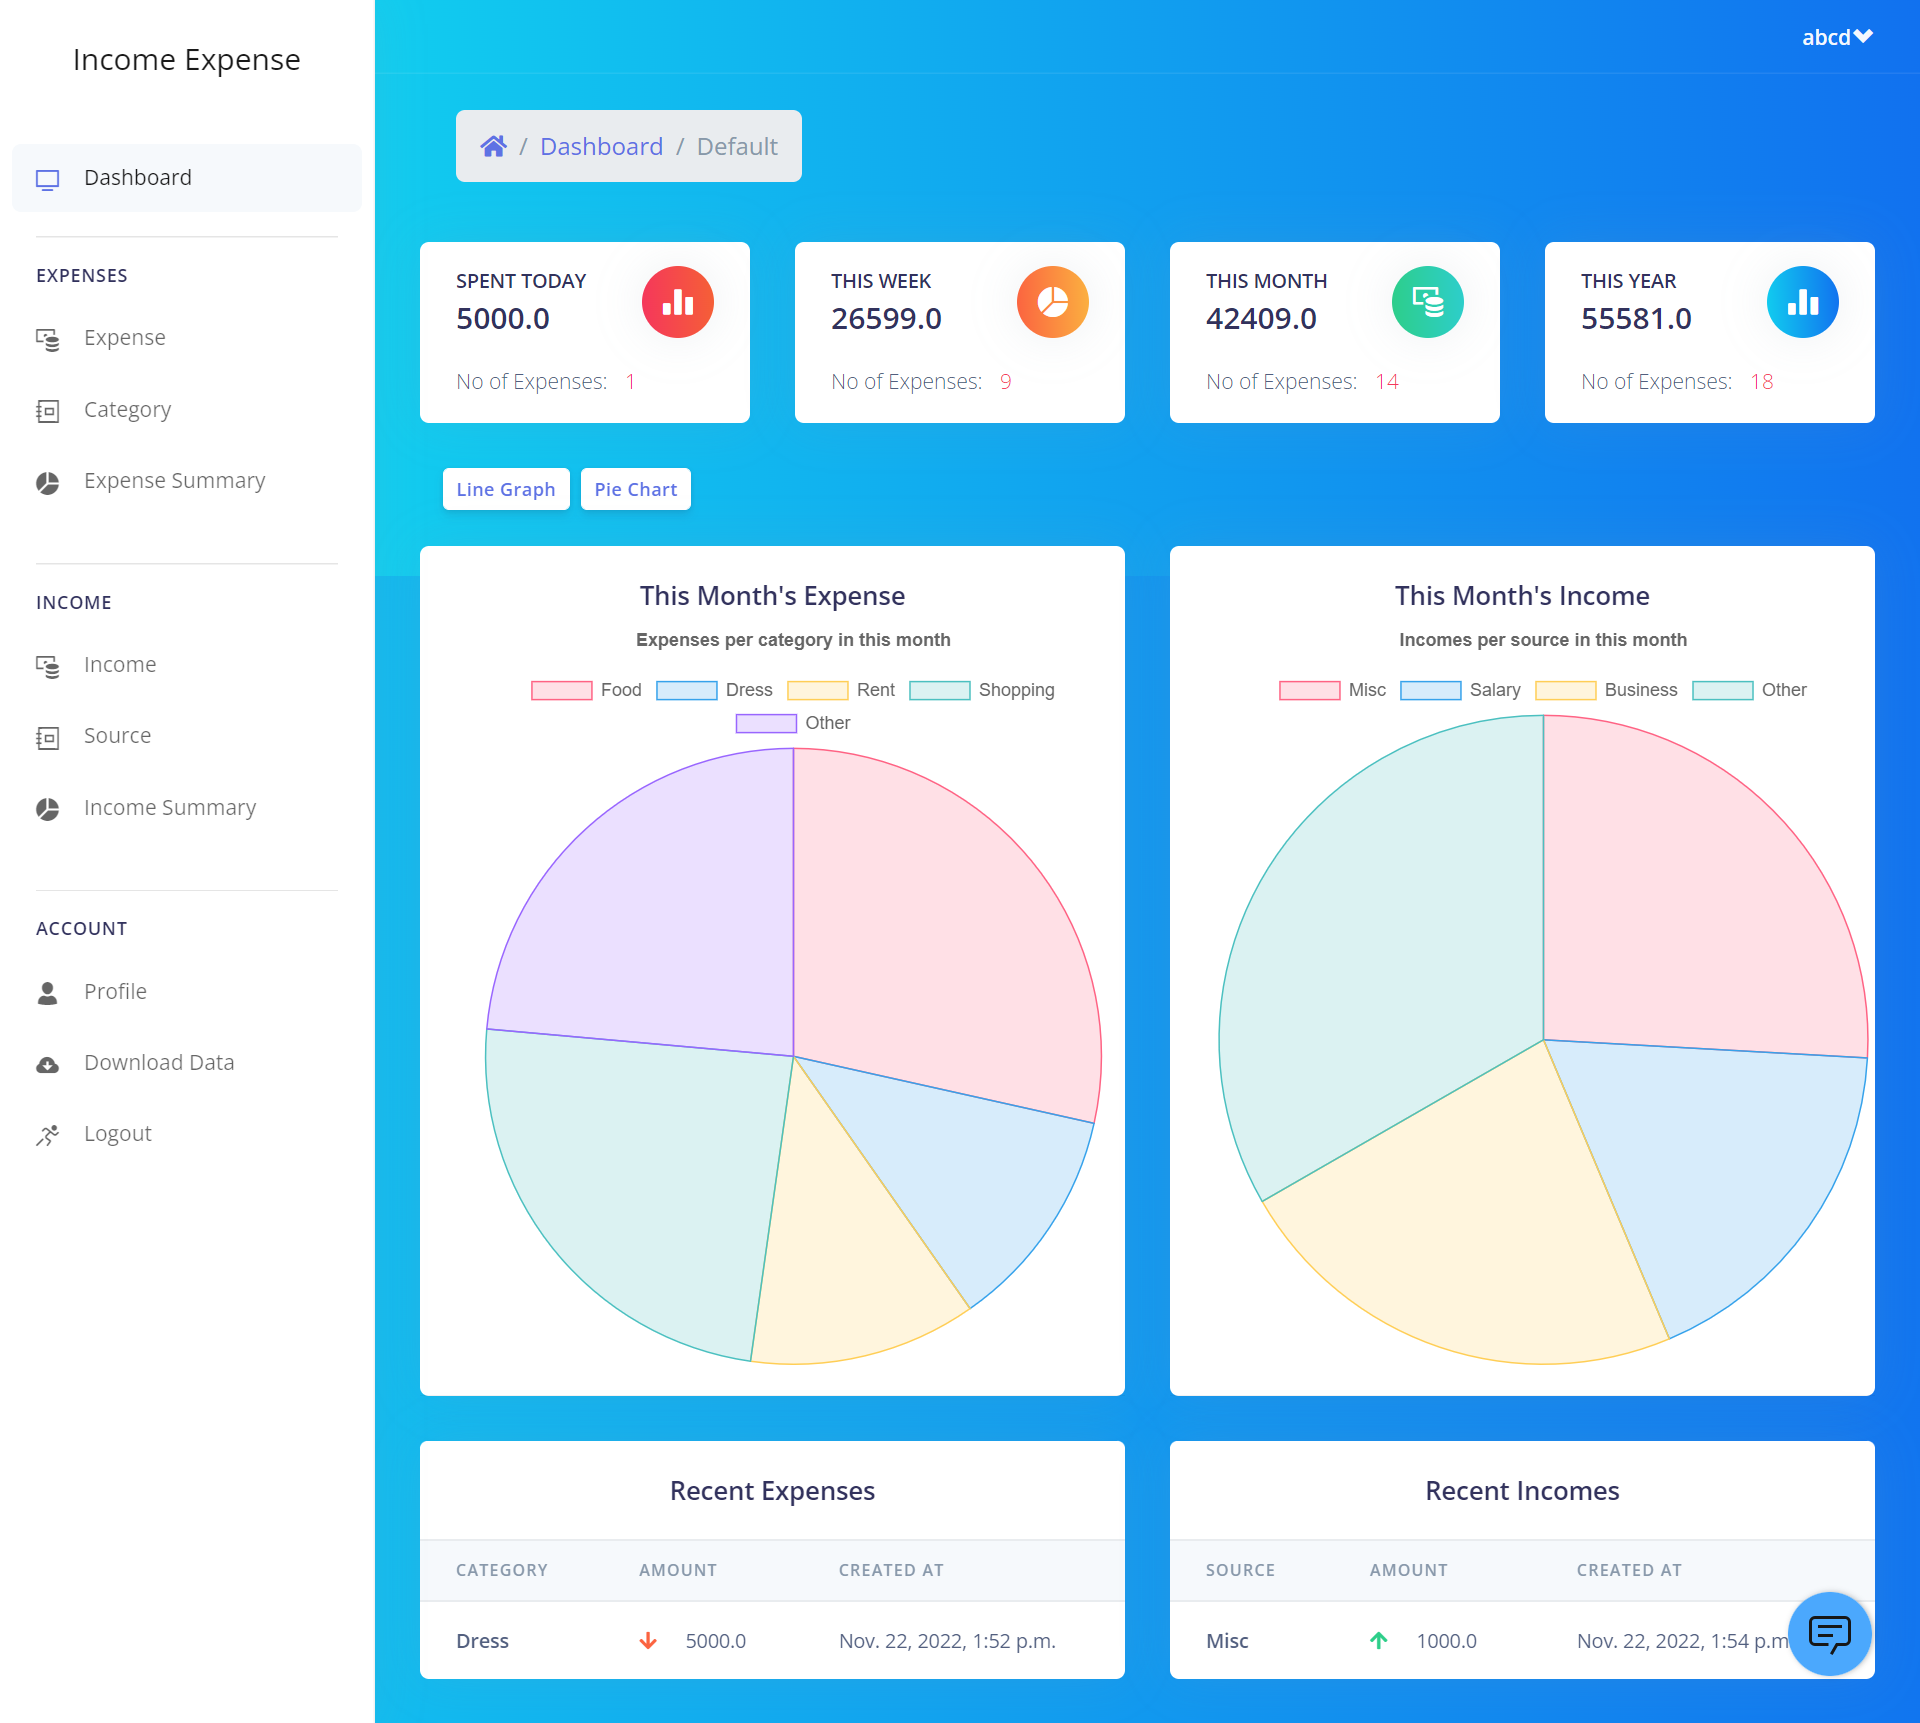 Income Expense
abcd
/ Dashboard / Default
Dashboard
EXPENSES
Expense
Category
Expense Summary
INCOME
Income
Source
Income Summary
ACCOUNT
Profile
Download Data
Logout
SPENT TODAY
5000.0
No of Expenses: 1
THIS WEEK
26599.0
No of Expenses: 9
THIS MONTH
42409.0
No of Expenses: 14
THIS YEAR
55581.0
No of Expenses: 18
Line Graph
Pie Chart
This Month's Expense
Expenses per category in this month
Food Dress Rent Shopping
Other
This Month's Income
Incomes per source in this month
Misc Salary Business Other
Recent Expenses
CATEGORY AMOUNT CREATED AT
Dress 5000.0 Nov. 22, 2022, 1:52 p.m.
Recent Incomes
SOURCE AMOUNT CREATED AT
Misc 1000.0 Nov. 22, 2022, 1:54 p.m